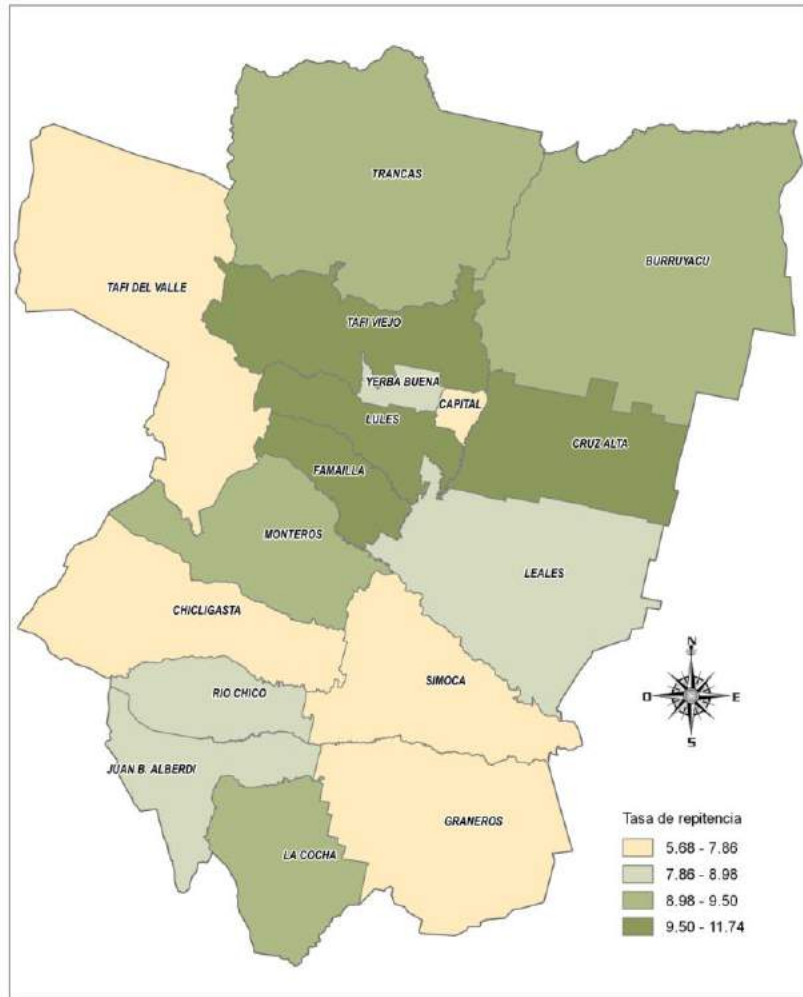 TRANCAS
BURRUYACU
TAFI DEL VALLE
TAFI VIEJO
YERBA BUENA
CAPITAL
LULES
CRUZ ALTA
FAMAILLA
MONTEROS
LEALES
CHICLIGASTA
SIMOCA
RIO CHICO
JUAN B. ALBERDI
GRANEROS
LA COCHA
N
O
E
S
Tasa de repitencia
5.68 - 7.86
7.86 - 8.98
8.98 - 9.50
9.50 - 11.74